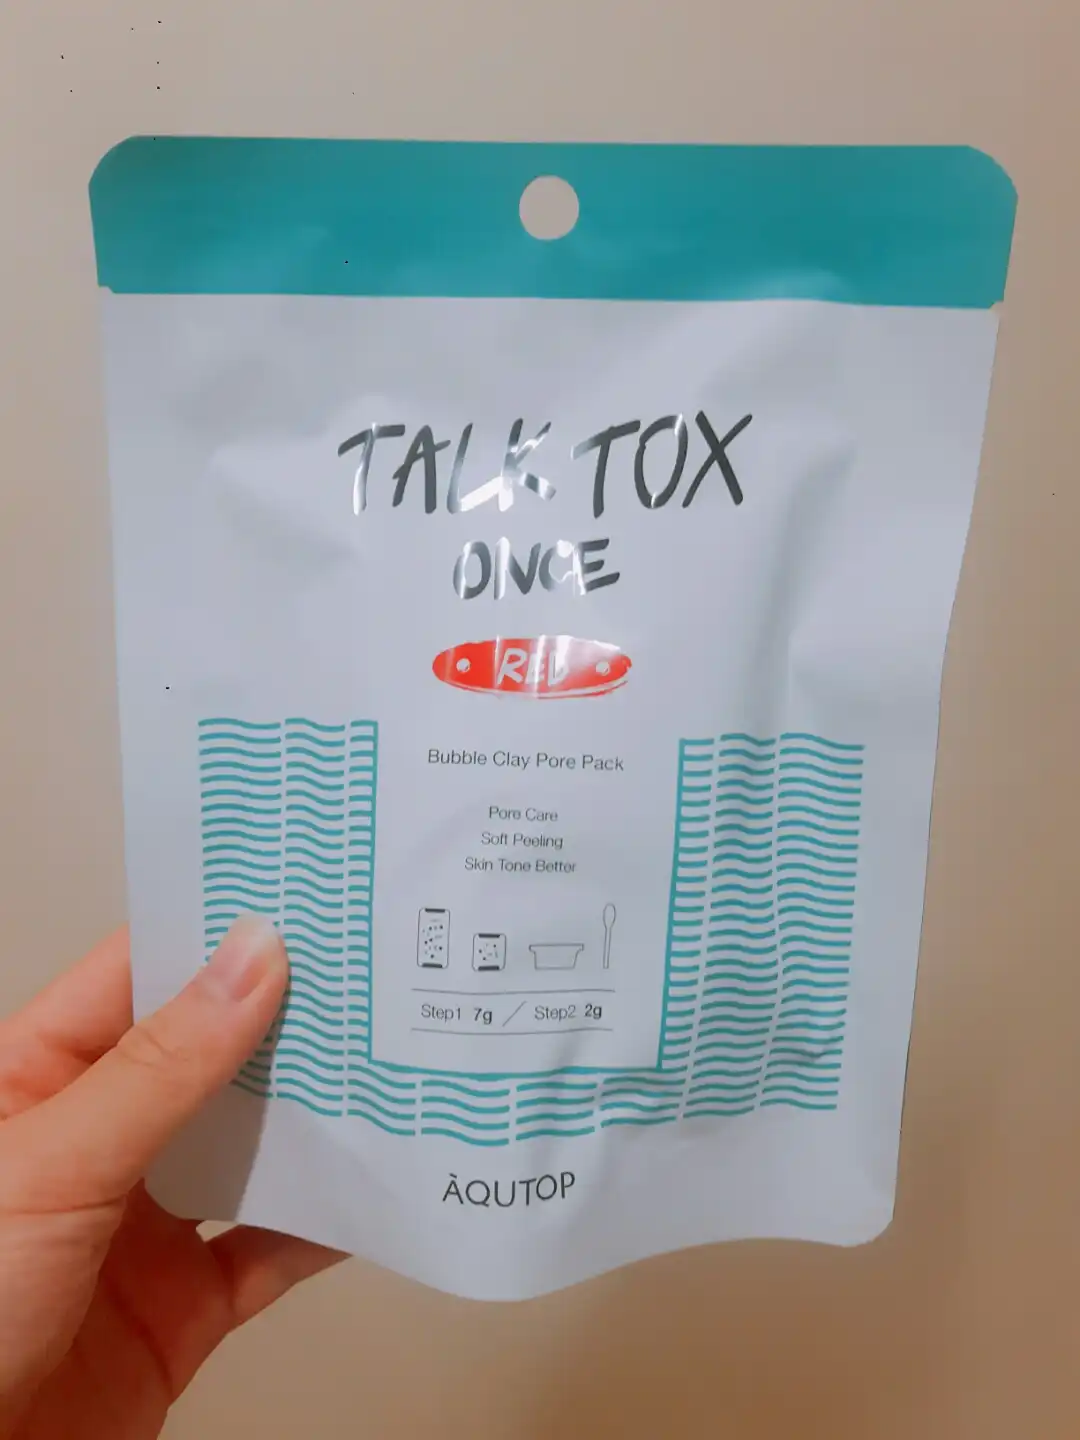 TALK TOX
ONCE
RED
Bubble Clay Pore Pack
Pore Care
Soft Peeling
Skin Tone Better
Step1 7g / Step2 2g
ÀQUTOP